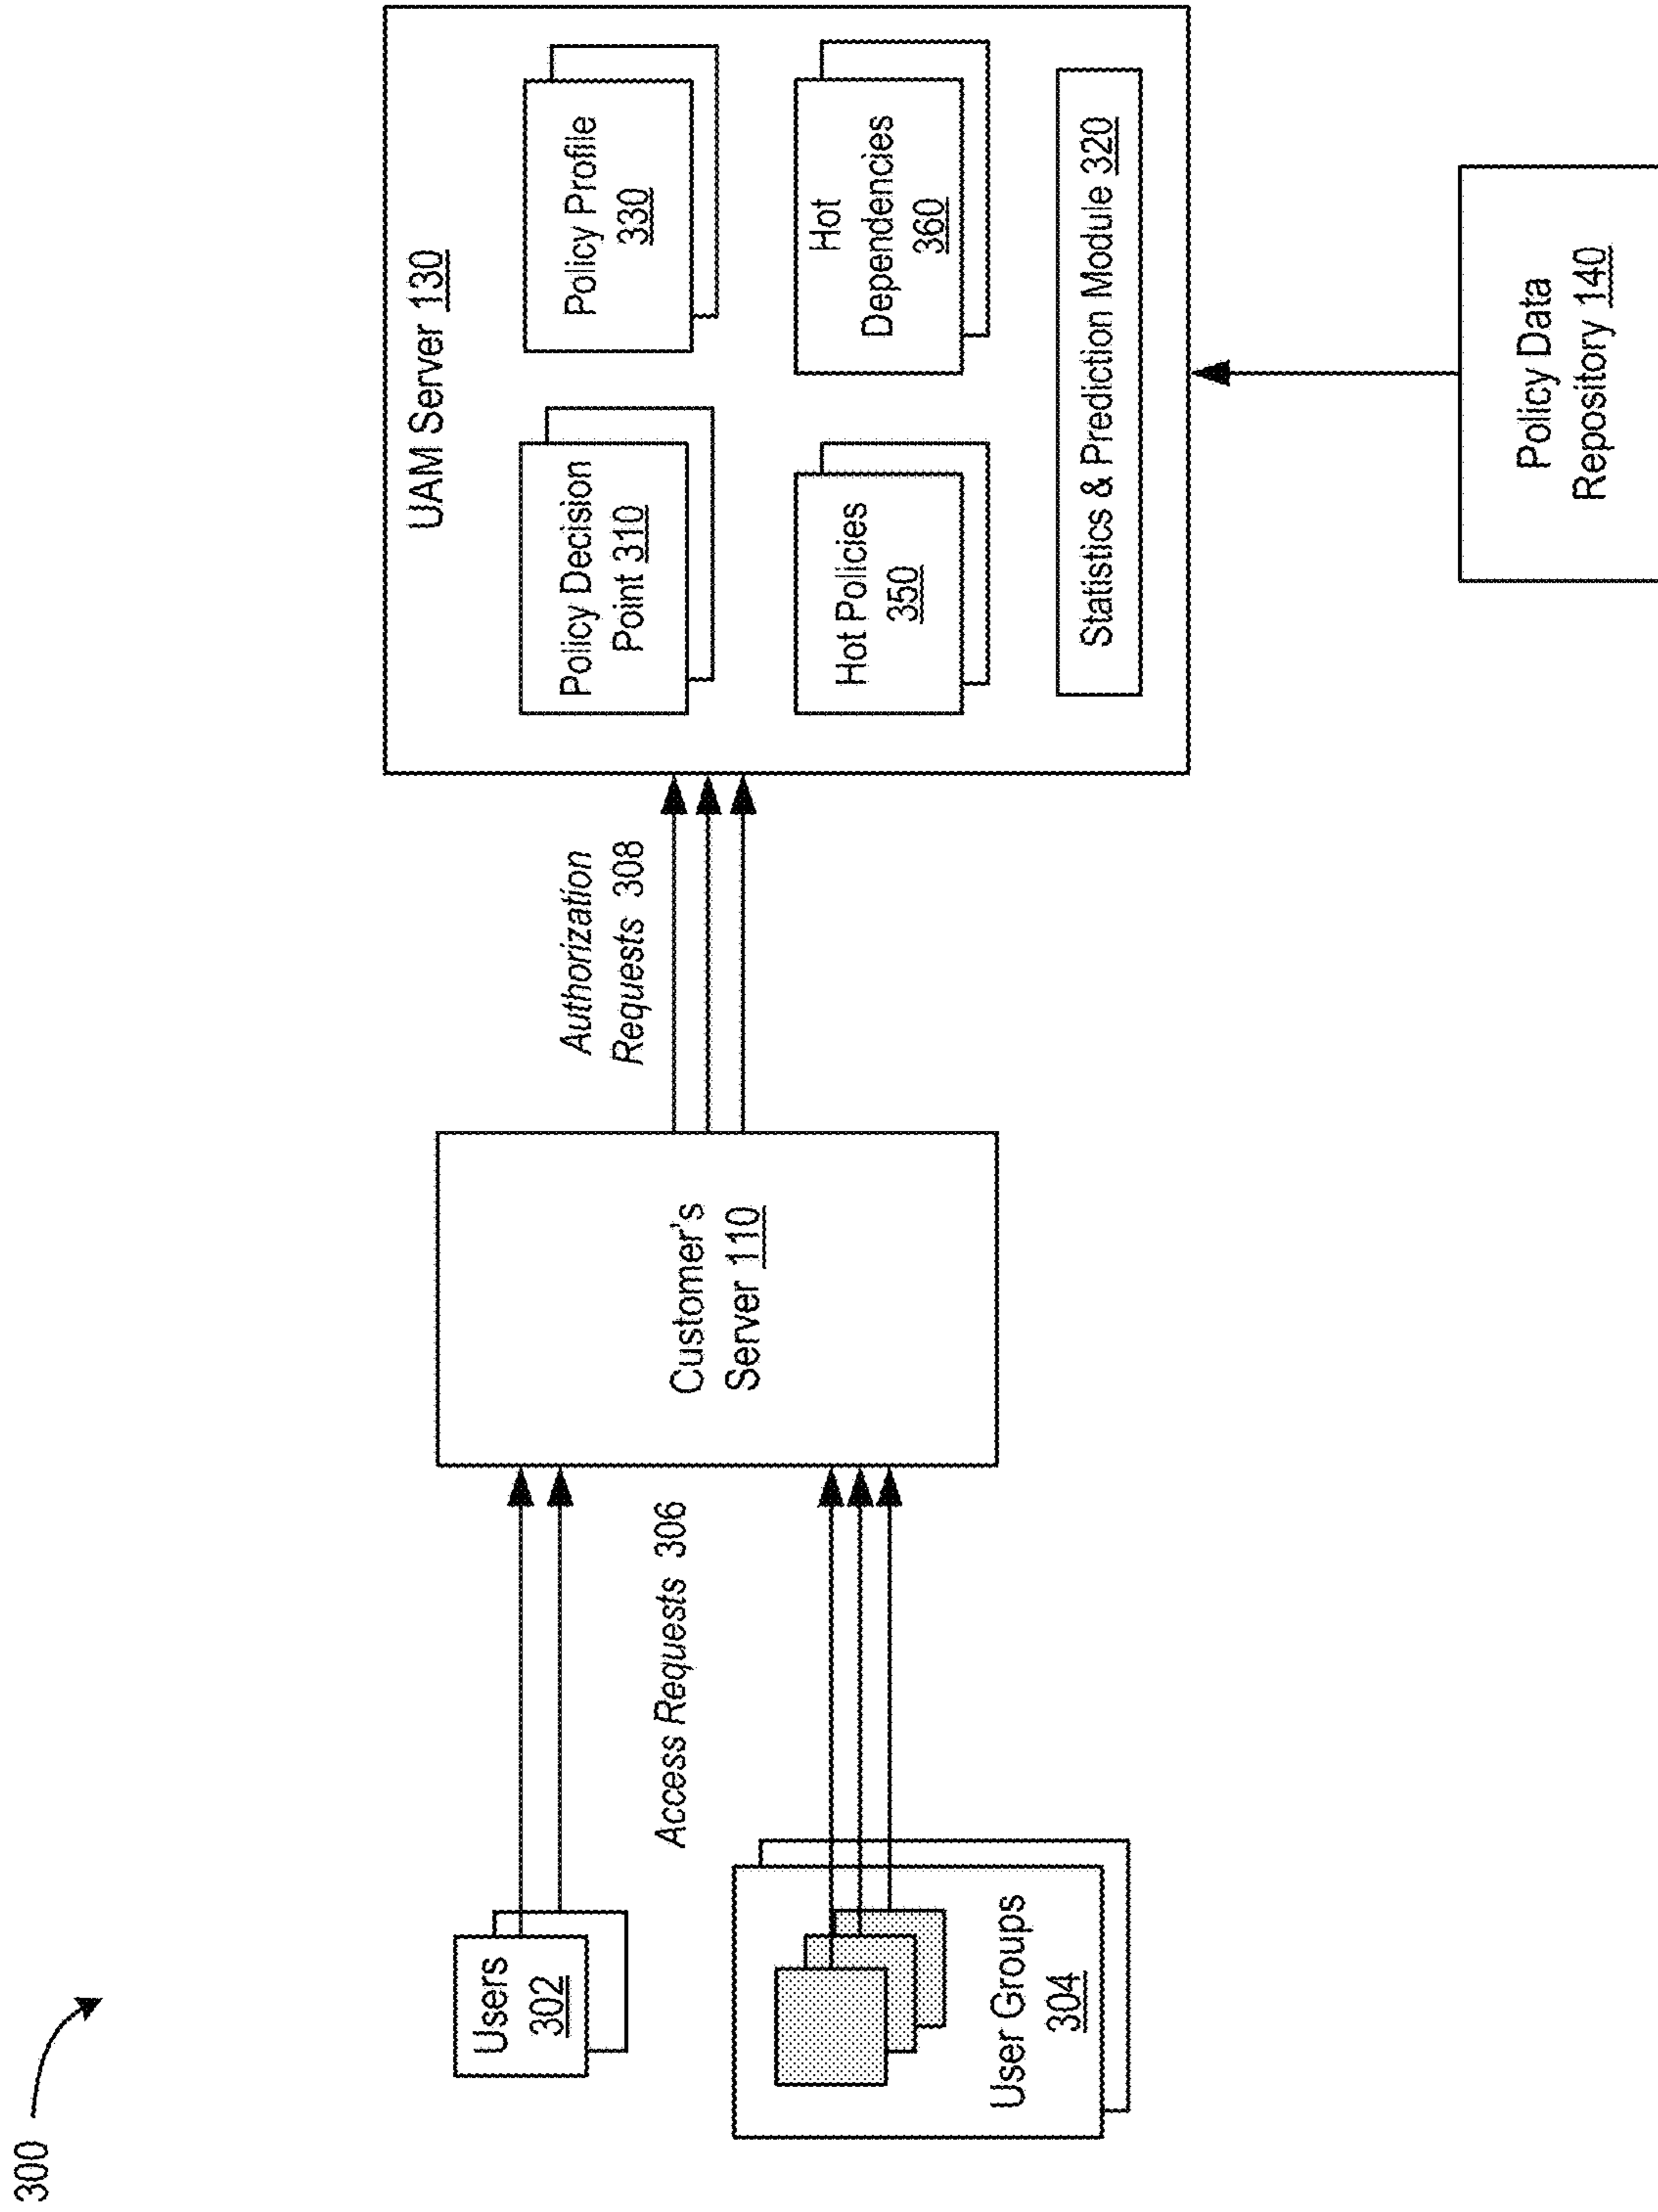 300
Users
302
User Groups
304
Access Requests 306
Customer's
Server 110
Authorization
Requests 308
UAM Server 130
Policy Decision
Point 310
Policy Profile
330
Hot Policies
350
Hot
Dependencies
360
Statistics & Prediction Module 320
Policy Data
Repository 140